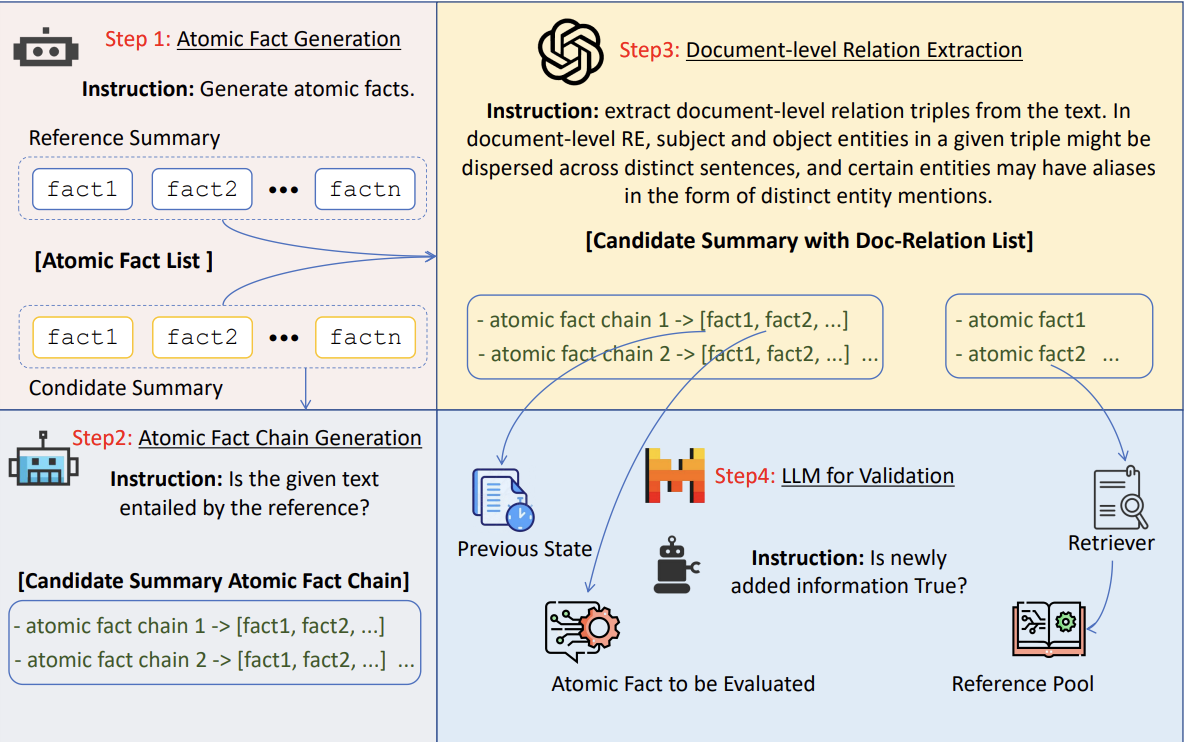 Step 1: Atomic Fact Generation
Instruction: Generate atomic facts.
Reference Summary
fact1 fact2 ••• factn
[Atomic Fact List ]
fact1 fact2 ••• factn
Condidate Summary
Step2: Atomic Fact Chain Generation
Instruction: Is the given text
entailed by the reference?
[Candidate Summary Atomic Fact Chain]
- atomic fact chain 1 -> [fact1, fact2, ...]
- atomic fact chain 2 -> [fact1, fact2, ...] ...
Step3: Document-level Relation Extraction
Instruction: extract document-level relation triples from the text. In
document-level RE, subject and object entities in a given triple might be
dispersed across distinct sentences, and certain entities may have aliases
in the form of distinct entity mentions.
[Candidate Summary with Doc-Relation List]
- atomic fact chain 1 -> [fact1, fact2, ...]
- atomic fact chain 2 -> [fact1, fact2, ...] ...
- atomic fact1
- atomic fact2 ...
Step4: LLM for Validation
Previous State
Retriever
Instruction: Is newly
added information True?
Atomic Fact to be Evaluated
Reference Pool